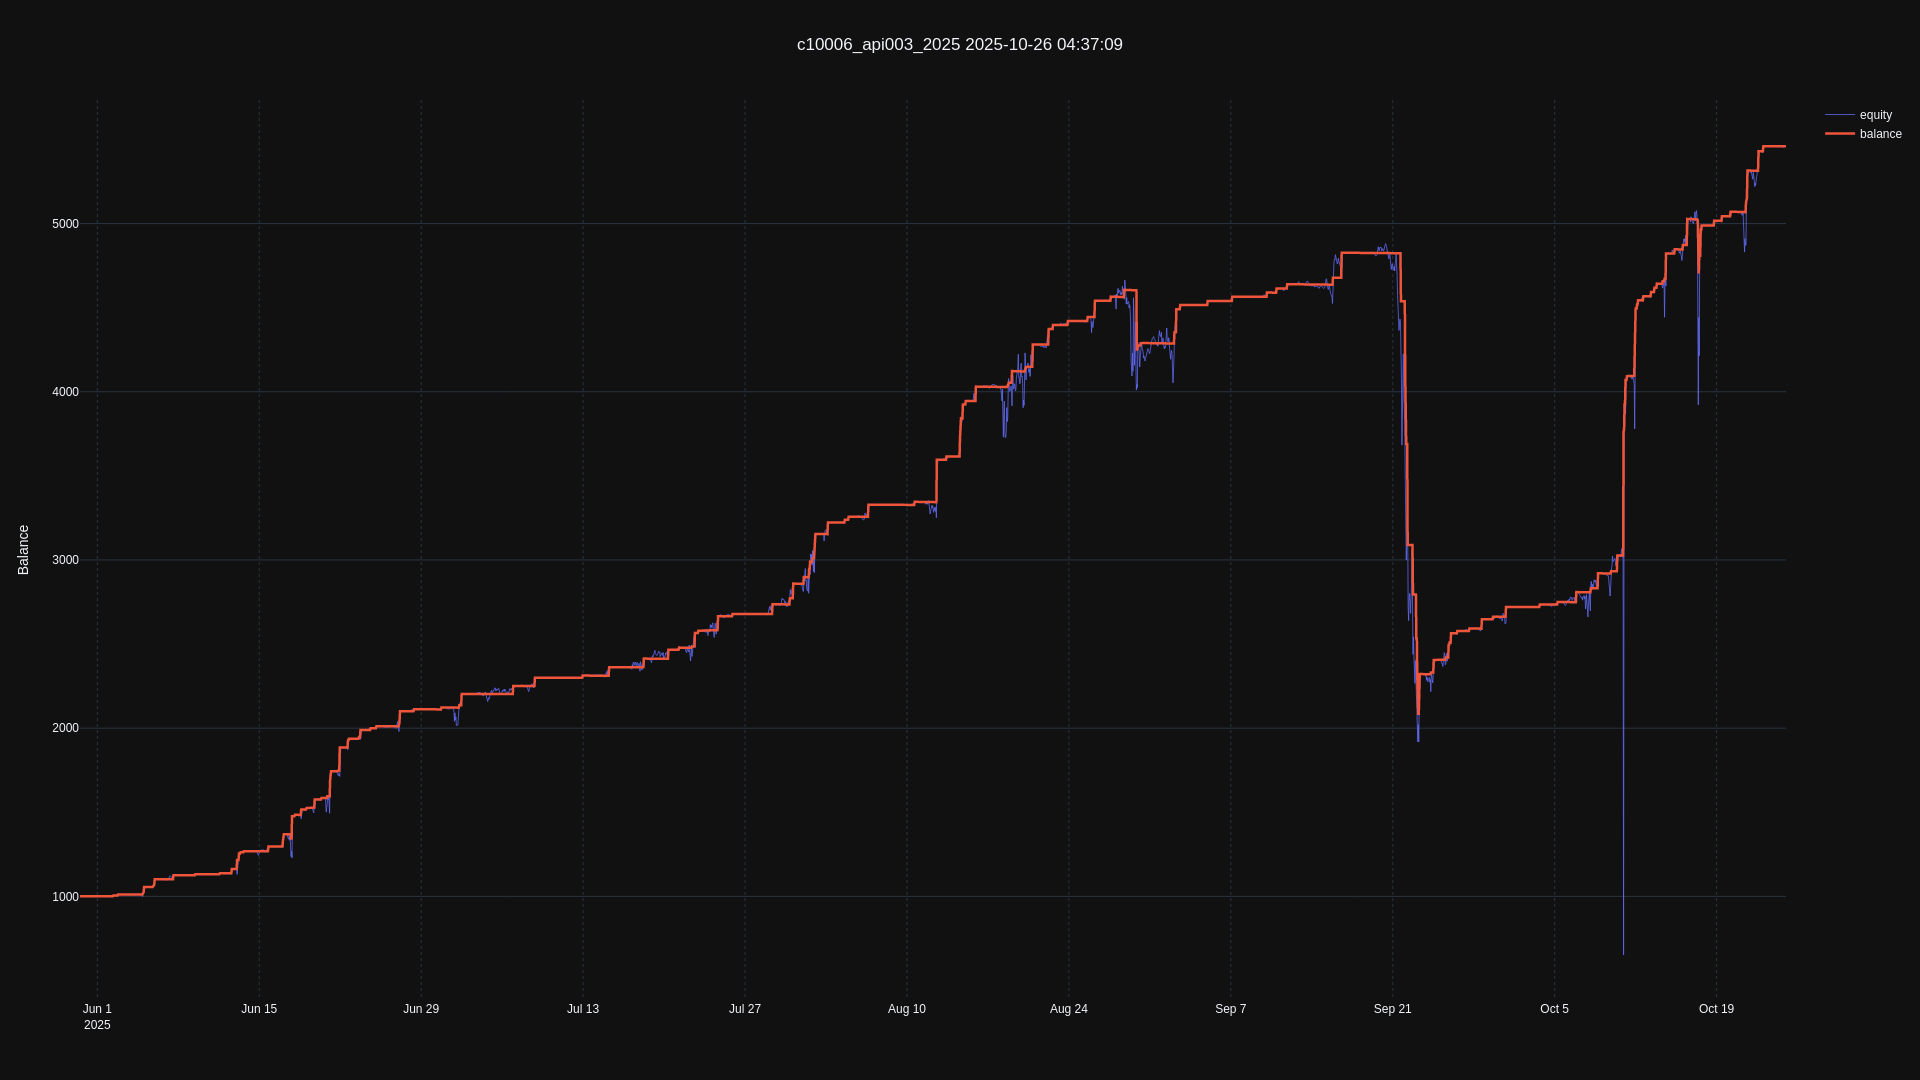 c10006_api003_2025 2025-10-26 04:37:09
equity
balance
Balance
5000
4000
3000
2000
1000
Jun 1
2025
Jun 15
Jun 29
Jul 13
Jul 27
Aug 10
Aug 24
Sep 7
Sep 21
Oct 5
Oct 19